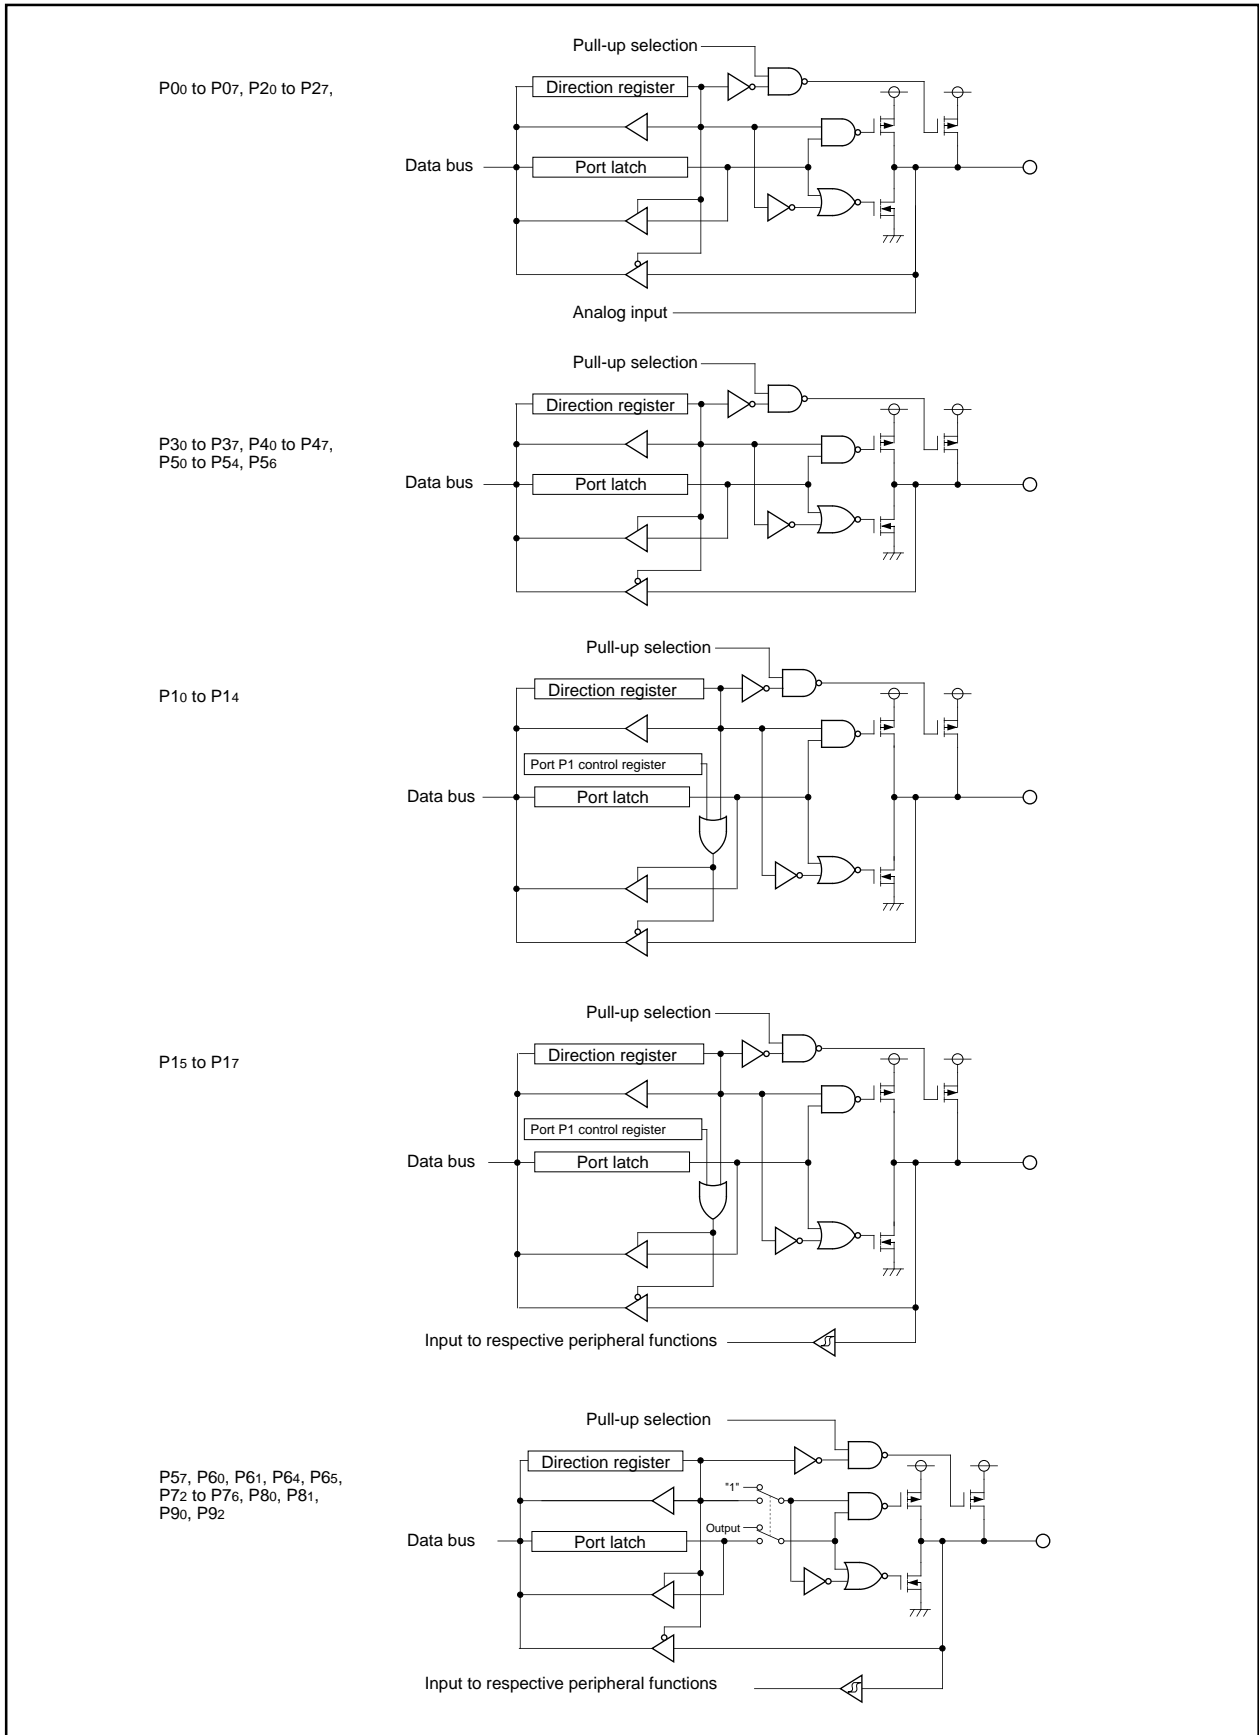 Pull-up selection
P00 to P07, P20 to P27,
Direction register
Data bus
Port latch
Analog input
Pull-up selection
Direction register
P30 to P37, P40 to P47,
P50 to P54, P56
Data bus
Port latch
Pull-up selection
P10 to P14
Direction register
Port P1 control register
Data bus
Port latch
Pull-up selection
P15 to P17
Direction register
Port P1 control register
Data bus
Port latch
Input to respective peripheral functions
Pull-up selection
Direction register
P57, P60, P61, P64, P65,
P72 to P76, P80, P81,
P90, P92
"1"
Output
Data bus
Port latch
Input to respective peripheral functions